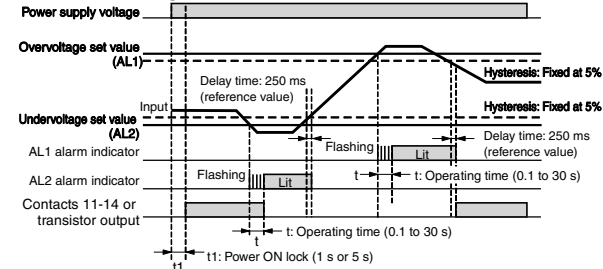 Power supply voltage
Overvoltage set value
(AL1)
Hysteresis: Fixed at 5%
Delay time: 250 ms
(reference value)
Input
Hysteresis: Fixed at 5%
Undervoltage set value
(AL2)
Delay time: 250 ms
(reference value)
Flashing
AL1 alarm indicator
Lit
t
t: Operating time (0.1 to 30 s)
Flashing
AL2 alarm indicator
Lit
Contacts 11-14 or
transistor output
t: Operating time (0.1 to 30 s)
t
t1: Power ON lock (1 s or 5 s)
t1